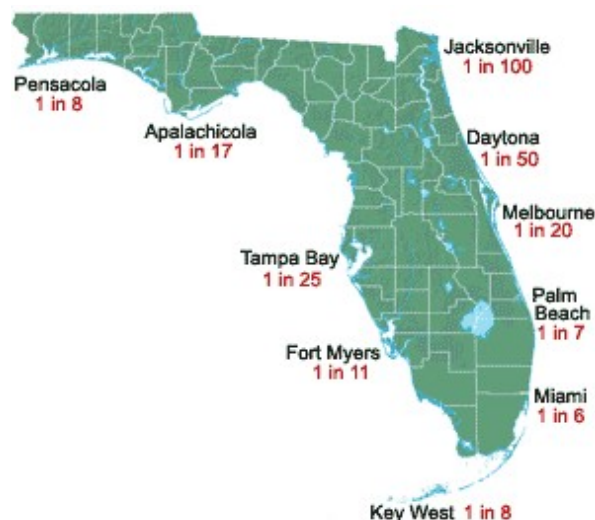 Jacksonville
1 in 100
Pensacola
1 in 8
Apalachicola
1 in 17
Daytona
1 in 50
Melbourne
1 in 20
Tampa Bay
1 in 25
Palm
Beach
1 in 7
Fort Myers
1 in 11
Miami
1 in 6
Key West 1 in 8